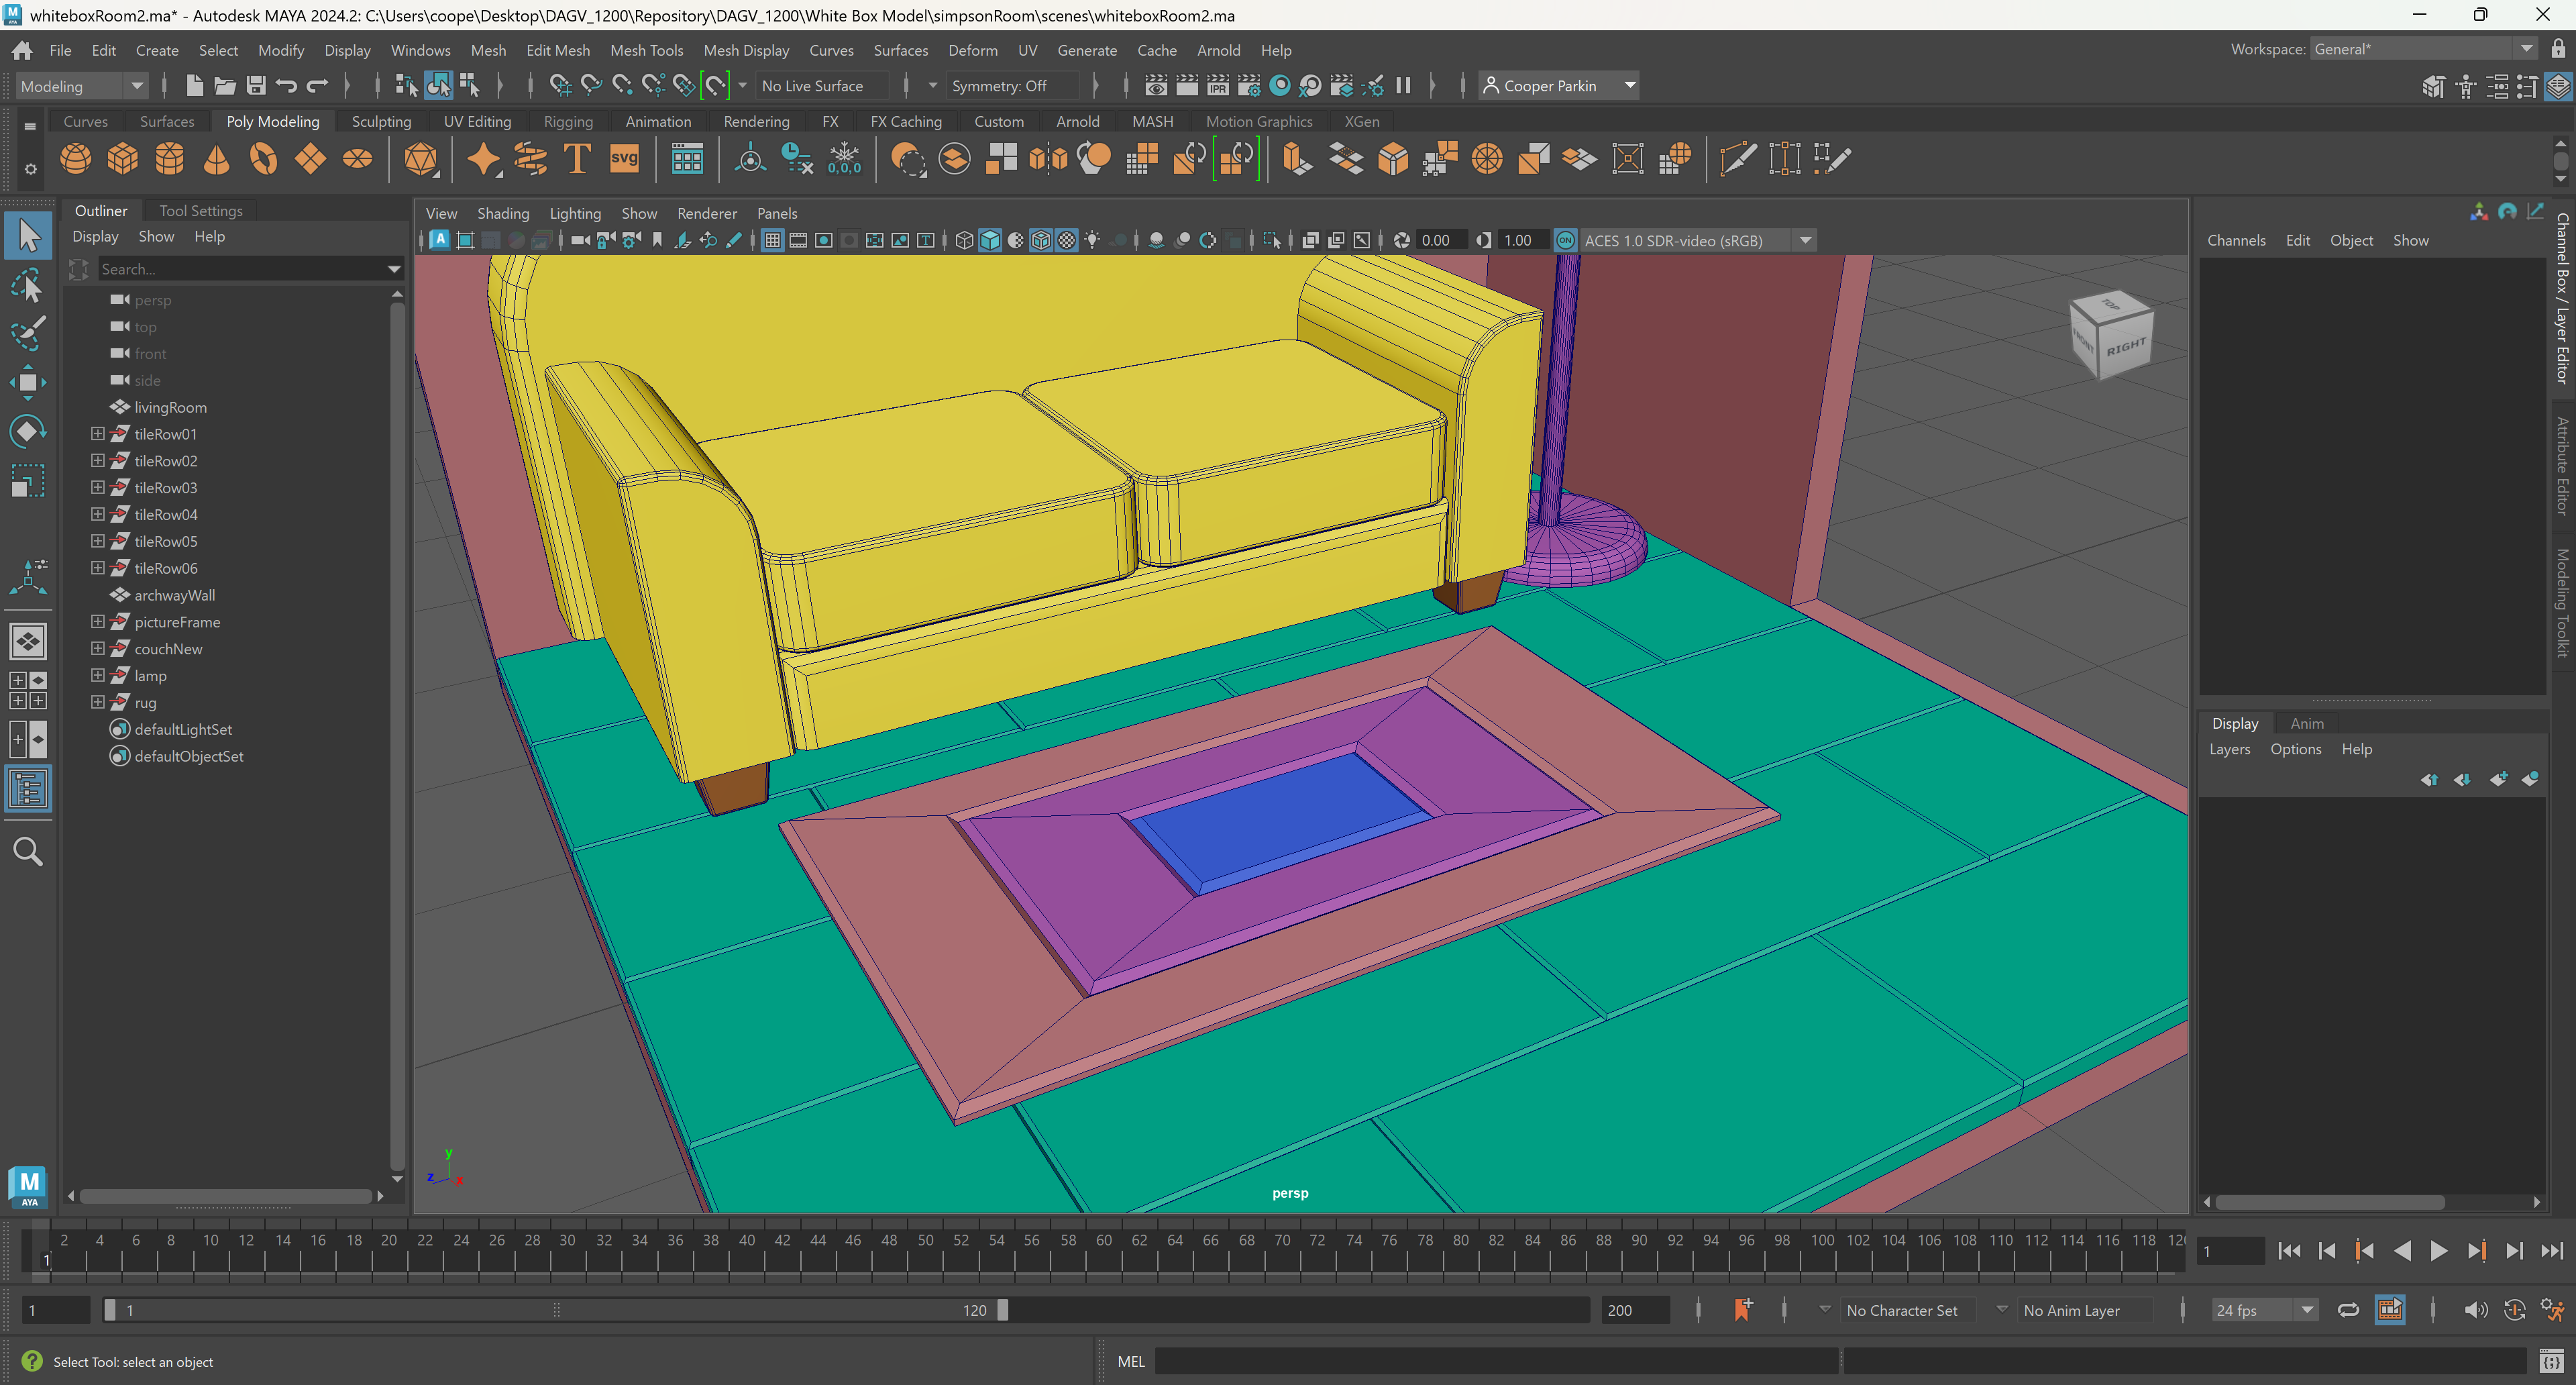 whiteboxRoom2.ma* - Autodesk MAYA 2024.2: C:\Users\coope\Desktop\DAGV_1200\Repository\DAGV_1200\White Box Model\simpsonRoom\scenes\whiteboxRoom2.ma
File Edit Create Select Modify Display Windows Mesh Edit Mesh Mesh Tools Mesh Display Curves Surfaces Deform UV Generate Cache Arnold Help
Workspace: General*
Modeling No Live Surface Symmetry: Off IPR Cooper Parkin
Curves Surfaces Poly Modeling Sculpting UV Editing Rigging Animation Rendering FX FX Caching Custom Arnold MASH Motion Graphics XGen
T svg 0,0,0
Outliner Tool Settings
Display Show Help
Search...
persp
top
front
side
livingRoom
tileRow01
tileRow02
tileRow03
tileRow04
tileRow05
tileRow06
archwayWall
pictureFrame
couchNew
lamp
rug
defaultLightSet
defaultObjectSet
M
AYA
View Shading Lighting Show Renderer Panels
0.00 1.00 ON ACES 1.0 SDR-video (sRGB)
TOP
FRONT RIGHT
y
z x
persp
Channels Edit Object Show
Channel Box / Layer Editor
Attribute Editor
Modeling Toolkit
Display Anim
Layers Options Help
2 4 6 8 10 12 14 16 18 20 22 24 26 28 30 32 34 36 38 40 42 44 46 48 50 52 54 56 58 60 62 64 66 68 70 72 74 76 78 80 82 84 86 88 90 92 94 96 98 100 102 104 106 108 110 112 114 116 118
1 1
1 1 120 200 No Character Set No Anim Layer 24 fps
Select Tool: select an object MEL